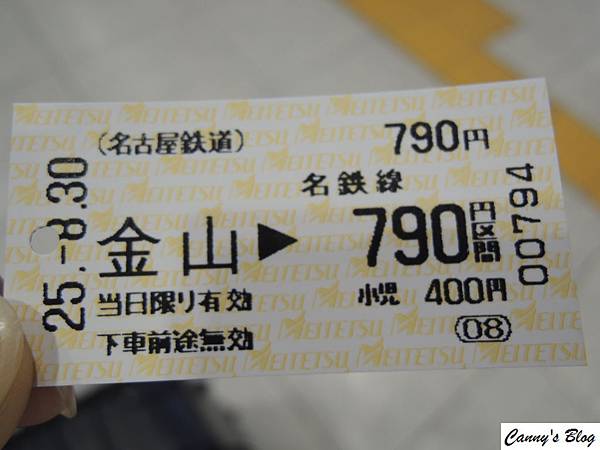 (名古屋鉄道)
790円
名鉄線
金山▶790円区間
当日限り有効
小児 400円
下車前途無効
(08)
25.-8.30
00794
MEITETSU
Canny's Blog